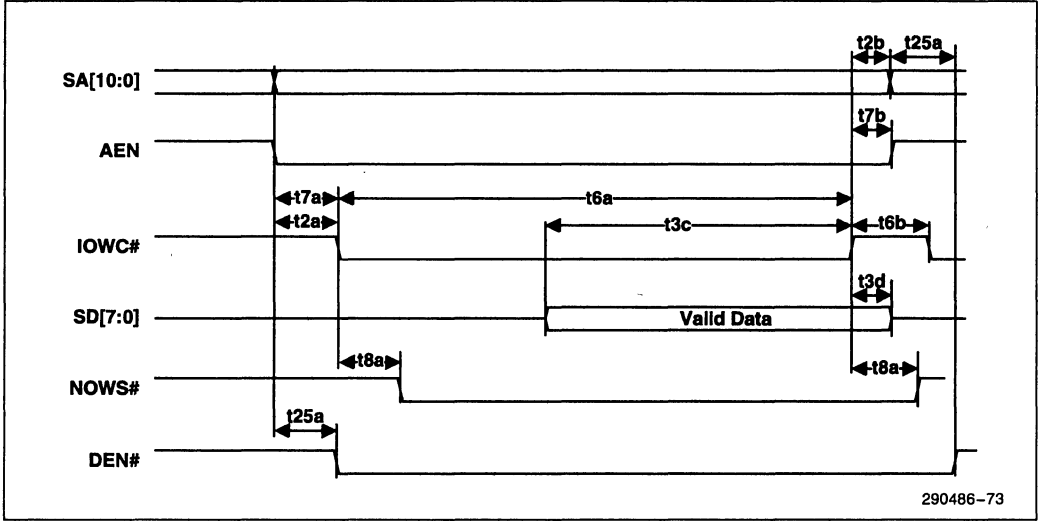 t2b t25a
SA[10:0]
t7b
AEN
t7a t6a
t2a t3c t6b
IOWC#
t3d
SD[7:0] Valid Data
t8a t8a
NOWS#
t25a
DEN#
290486-73